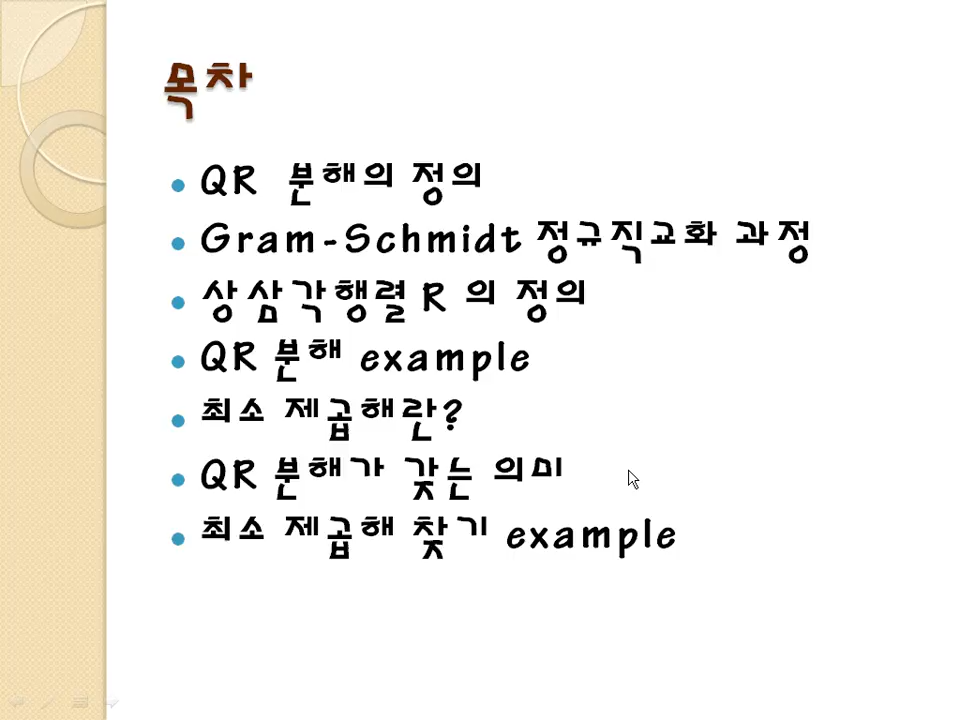 목차
QR 분해의 정의
Gram-Schmidt 정규직교화 과정
상삼각행렬 R 의 정의
QR 분해 example
최소 제곱해란?
QR 분해가 갖는 의미
최소 제곱해 찾기 example